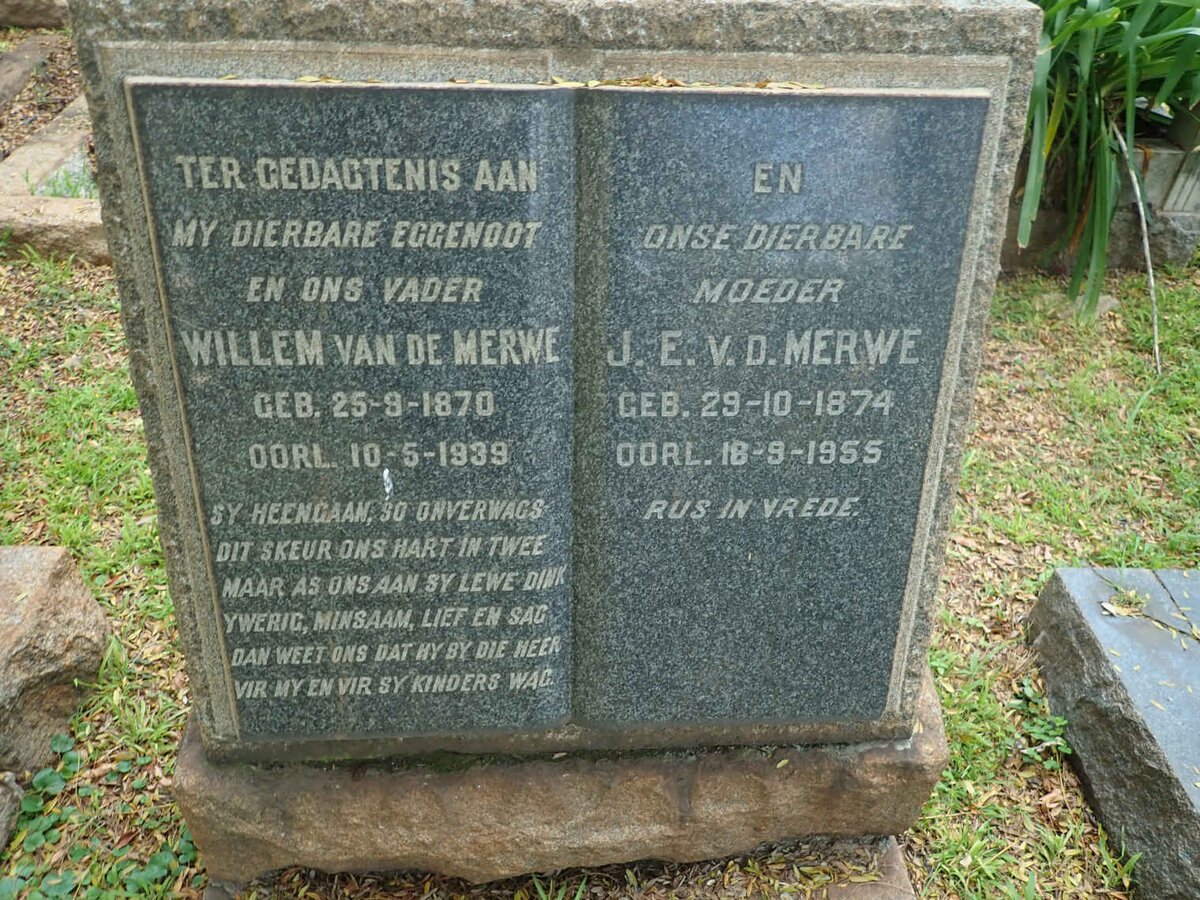 TER GEDAGTENIS AAN
MY DIERBARE EGGENOOT
EN ONS VADER
WILLEM VAN DE MERWE
GEB. 25-9-1870
OORL. 10-5-1939
SY HEENGAAN, SO ONVERWAGS
DIT SKEUR ONS HART IN TWEE
MAAR AS ONS AAN SY LEWE DINK
YWERIG, MINSAAM, LIEF EN SAG
DAN WEET ONS DAT HY BY DIE HEER
VIR MY EN VIR SY KINDERS WAG.
EN
ONSE DIERBARE
MOEDER
J. E. V. D. MERWE
GEB. 29-10-1874
OORL. 18-9-1955
RUS IN VREDE.